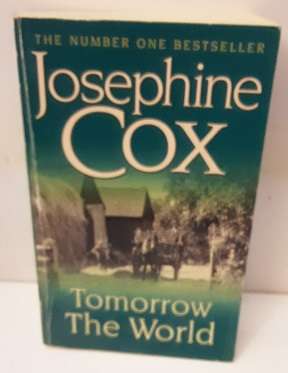 THE NUMBER ONE BESTSELLER
Josephine
COX
Tomorrow
The World